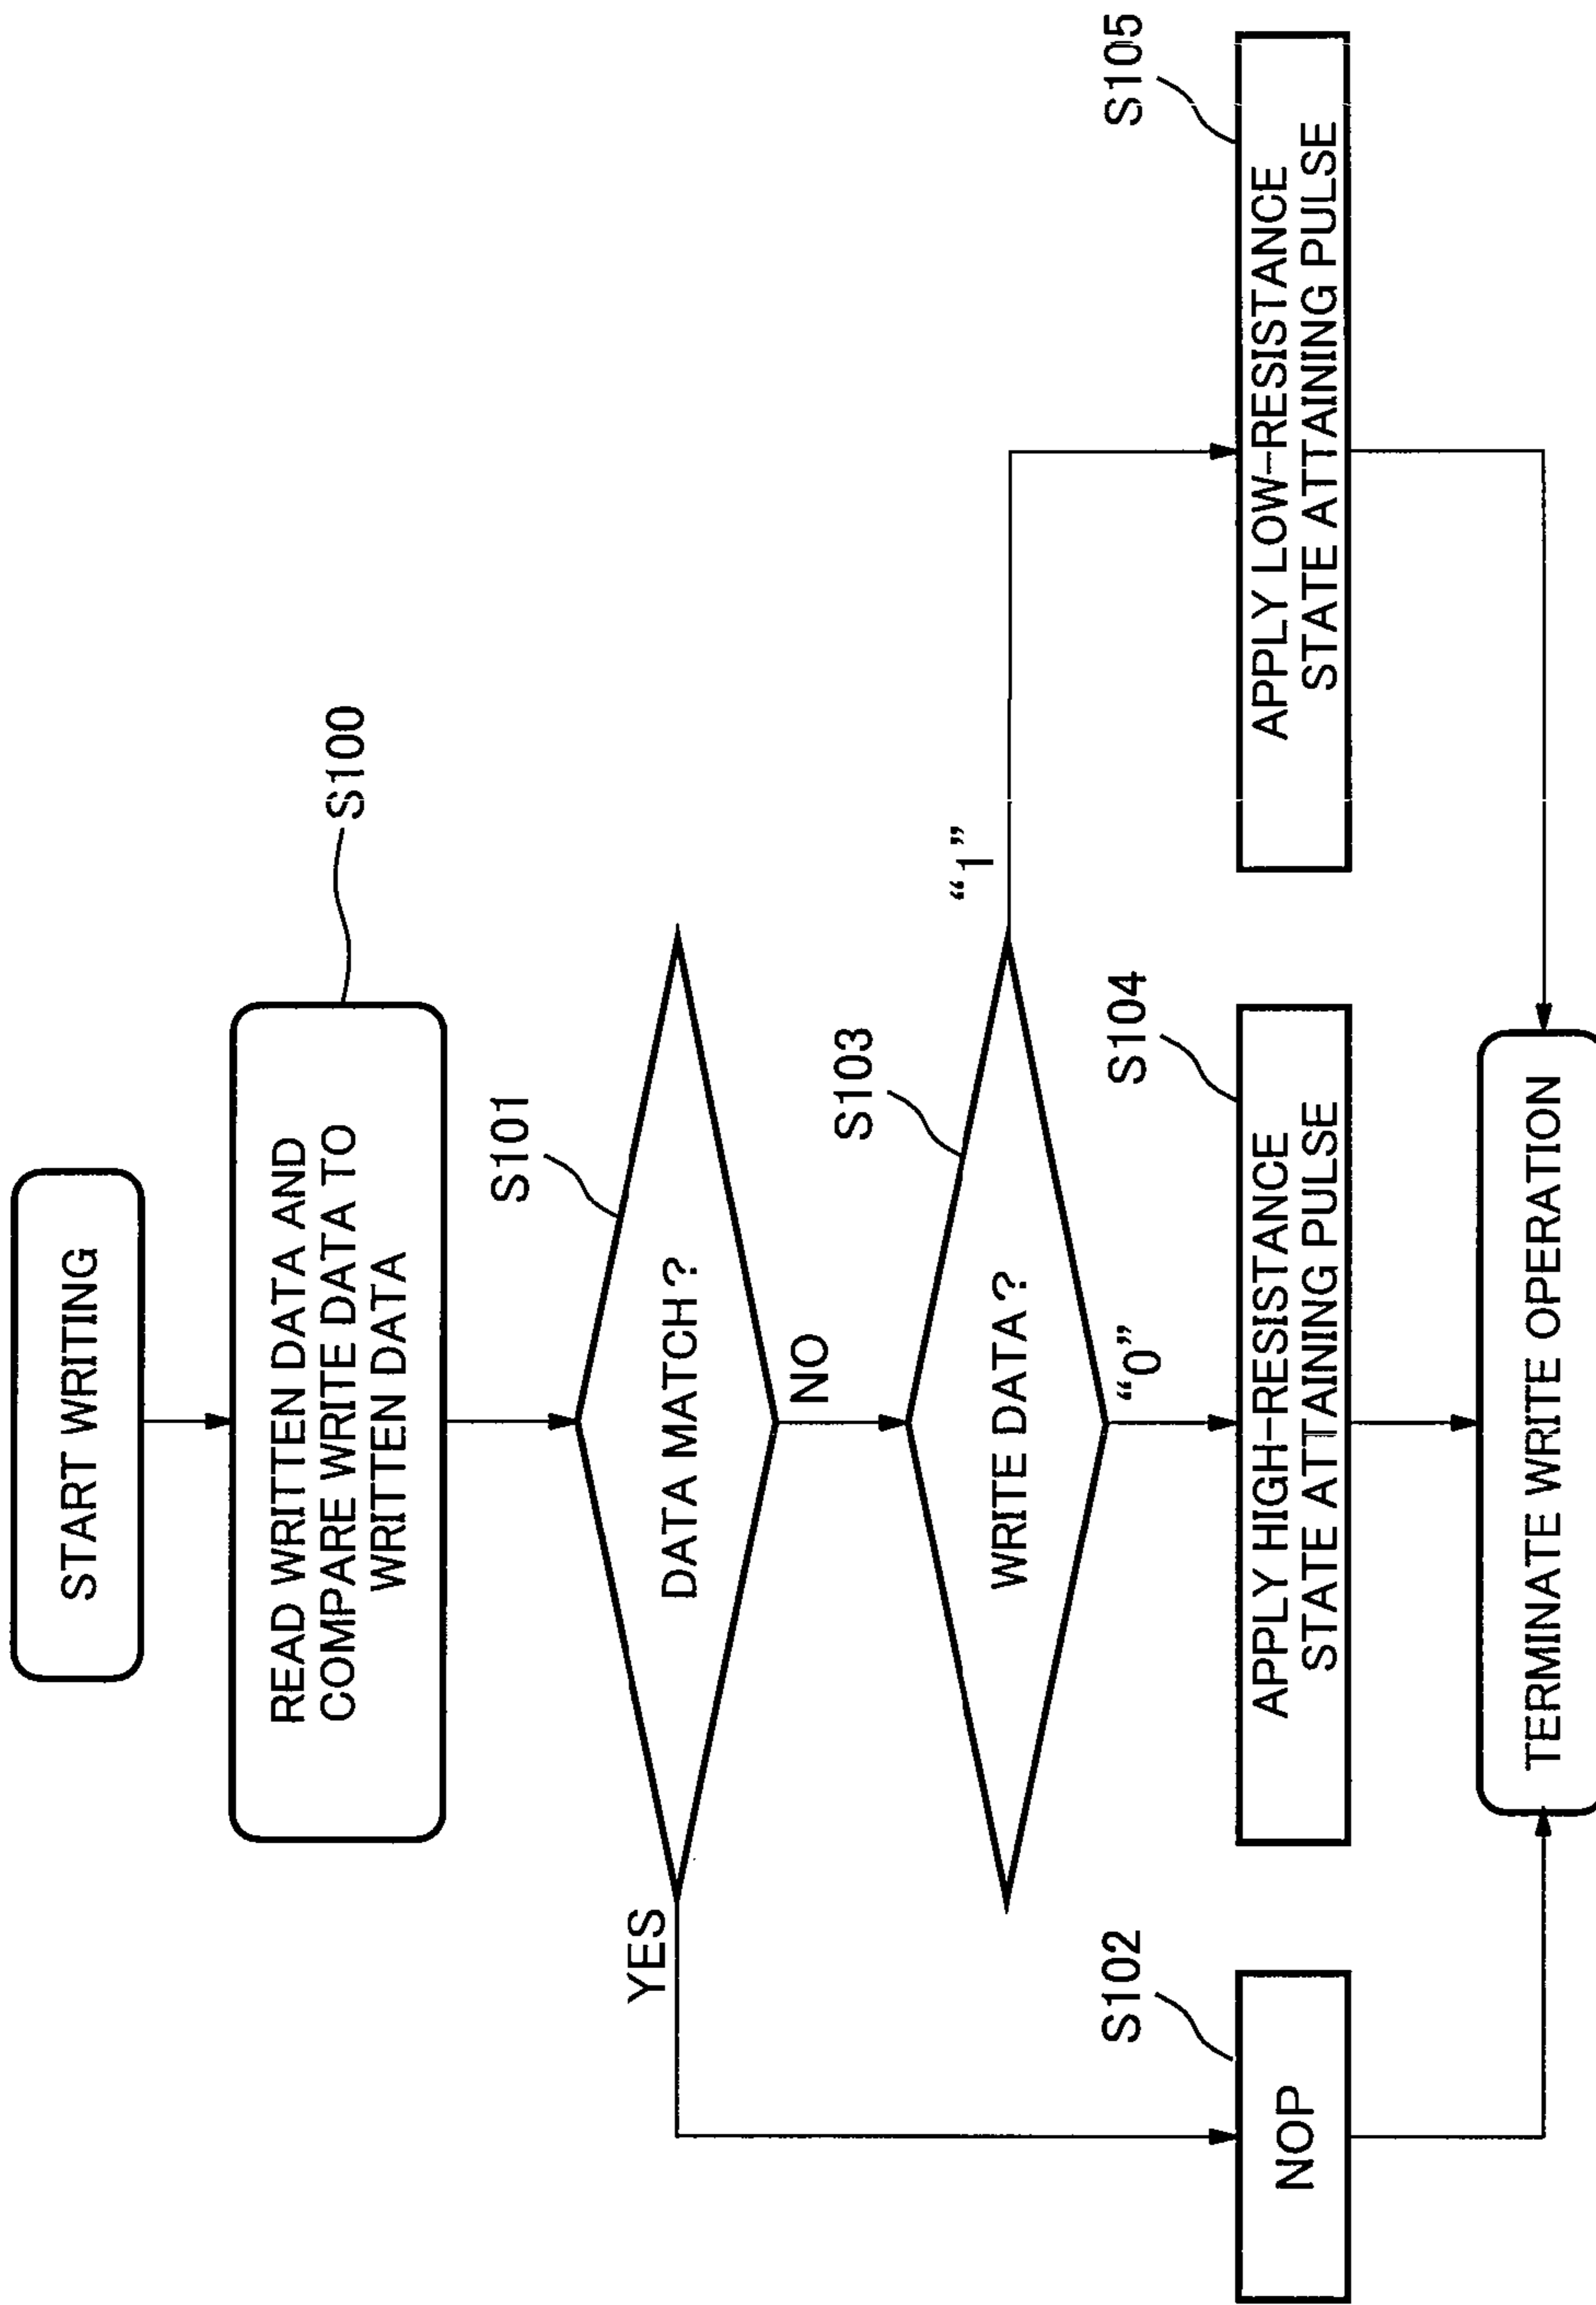 START WRITING
READ WRITTEN DATA AND
COMPARE WRITE DATA TO
WRITTEN DATA
S100
DATA MATCH?
S101
YES
NO
WRITE DATA?
S103
“1”
“0”
NOP
S102
APPLY HIGH-RESISTANCE
STATE ATTAINING PULSE
S104
APPLY LOW-RESISTANCE
STATE ATTAINING PULSE
S105
TERMINATE WRITE OPERATION